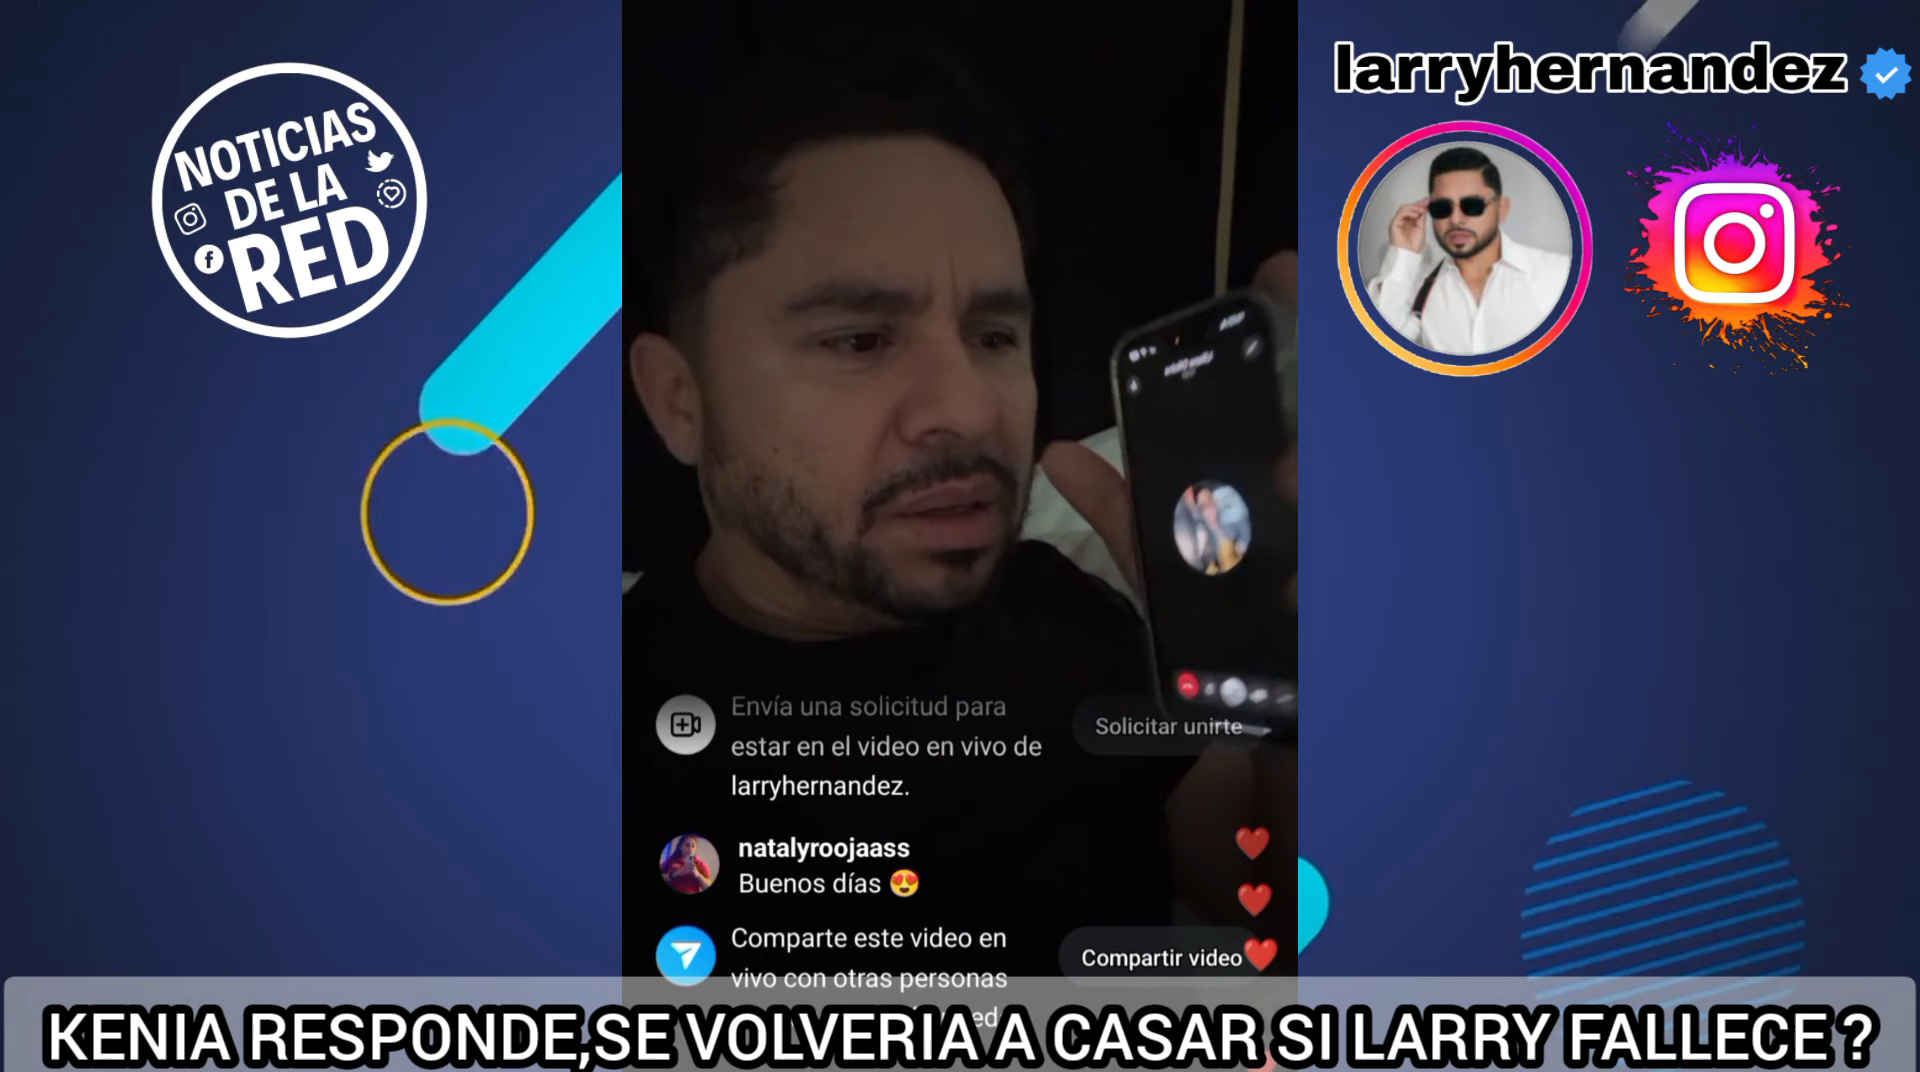 NOTICIAS
DE LA
RED
larryhernandez
Envía una solicitud para
estar en el video en vivo de
larryhernandez.
Solicitar unirte
natalyroojaass
Buenos días 😍
Comparte este video en
vivo con otras personas
Compartir video
KENIA RESPONDE,SE VOLVERIA A CASAR SI LARRY FALLECE ?